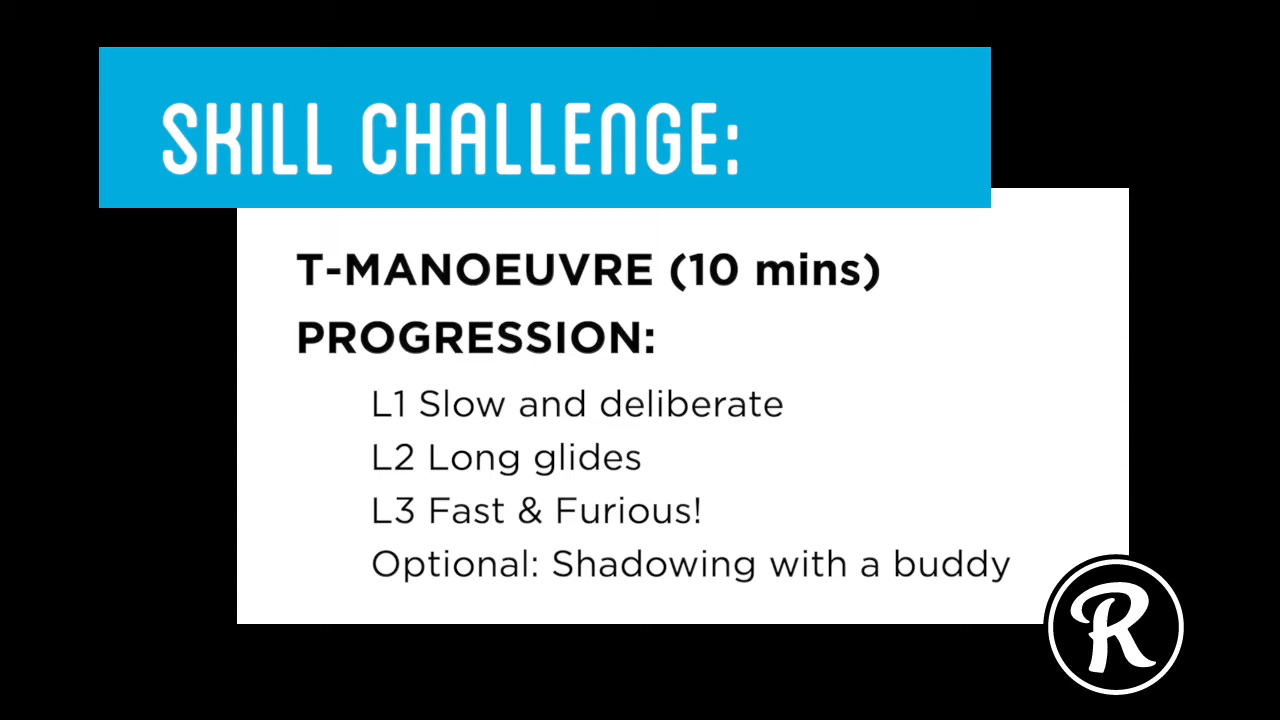 SKILL CHALLENGE:
T-MANOEUVRE (10 mins)
PROGRESSION:
L1 Slow and deliberate
L2 Long glides
L3 Fast & Furious!
Optional: Shadowing with a buddy
R